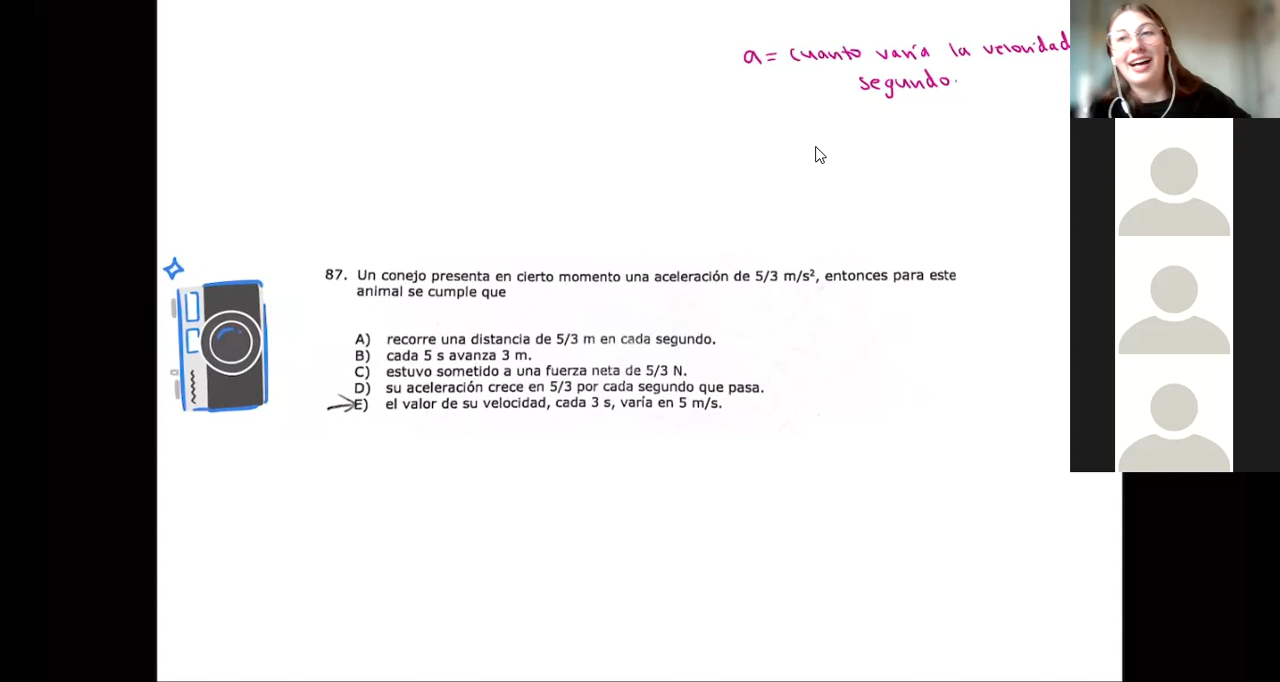 a = cuanto varía la velocidad
segundo.
87. Un conejo presenta en cierto momento una aceleración de 5/3 m/s², entonces para este
animal se cumple que
A) recorre una distancia de 5/3 m en cada segundo.
B) cada 5 s avanza 3 m.
C) estuvo sometido a una fuerza neta de 5/3 N.
D) su aceleración crece en 5/3 por cada segundo que pasa.
E) el valor de su velocidad, cada 3 s, varía en 5 m/s.